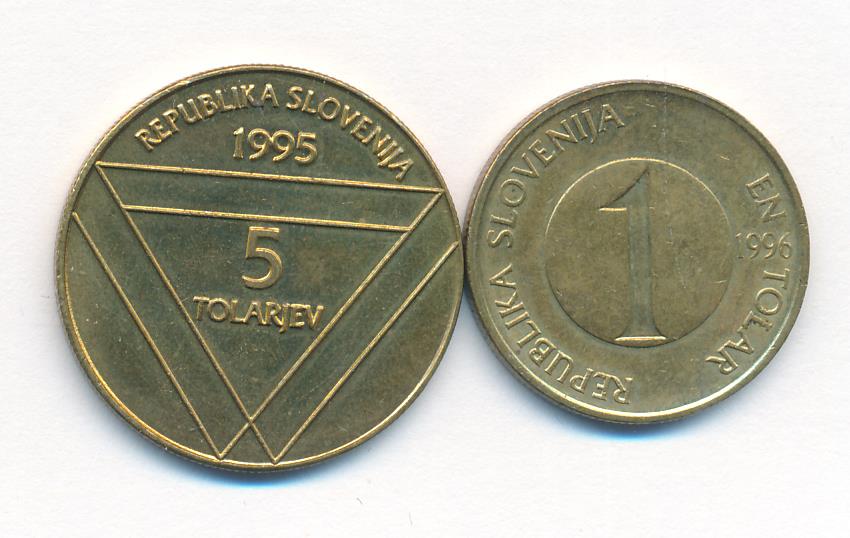 REPUBLIKA SLOVENIJA
1995
5
TOLARJEV
REPUBLIKA SLOVENIJA
1
EN TOLAR
1996